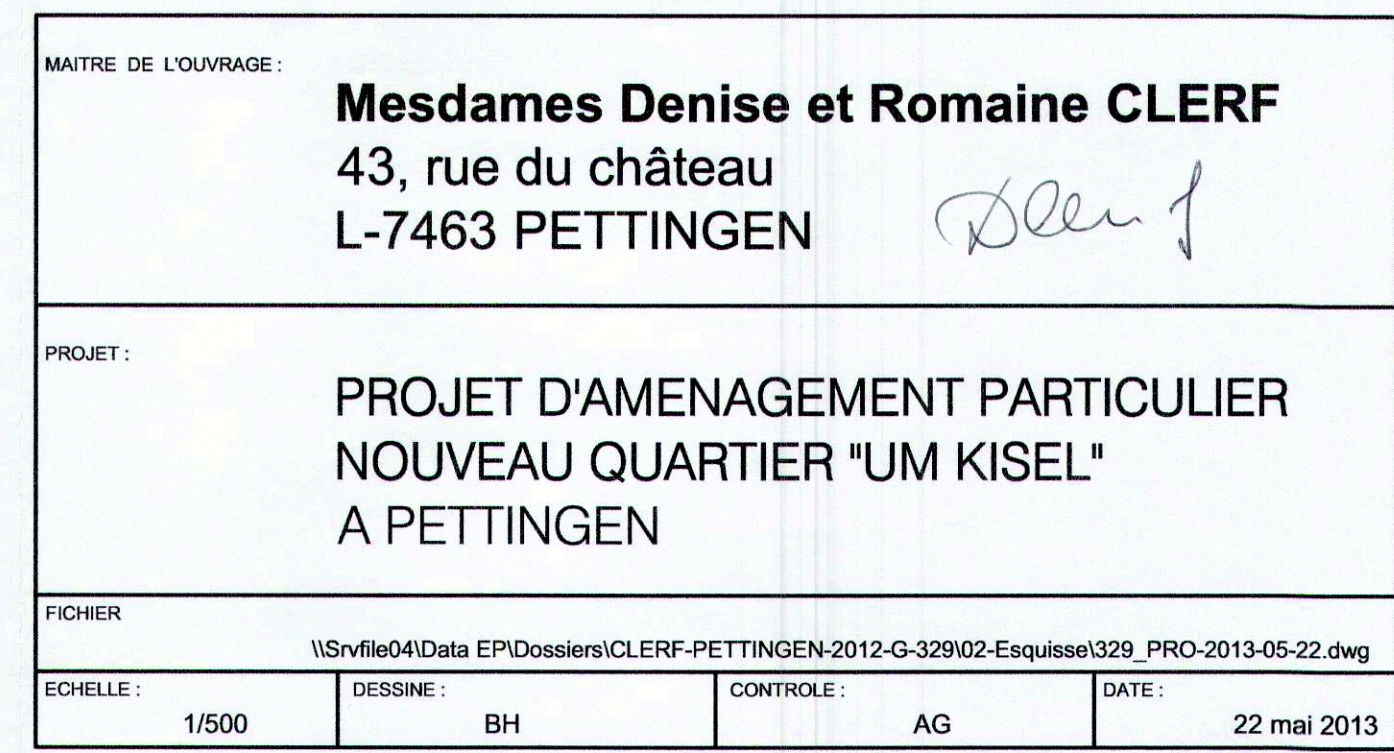 MAITRE DE L'OUVRAGE :
Mesdames Denise et Romaine CLERF
43, rue du château
L-7463 PETTINGEN
PROJET :
PROJET D'AMENAGEMENT PARTICULIER
NOUVEAU QUARTIER "UM KISEL"
A PETTINGEN
FICHIER
\\Srvfile04\Data EP\Dossiers\CLERF-PETTINGEN-2012-G-329\02-Esquisse\329_PRO-2013-05-22.dwg
ECHELLE :
1/500
DESSINE :
BH
CONTROLE :
AG
DATE :
22 mai 2013